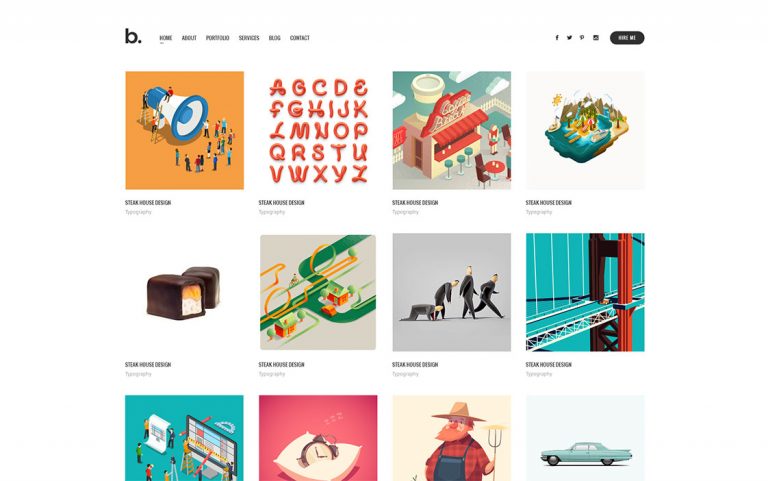 b.
HOME ABOUT PORTFOLIO SERVICES BLOG CONTACT
HIRE ME
A B C D E
F G H I J K
L M N O P
Q R S T U
V W X Y Z
STEAK HOUSE DESIGN
Typography
STEAK HOUSE DESIGN
Typography
STEAK HOUSE DESIGN
Typography
STEAK HOUSE DESIGN
Typography
STEAK HOUSE DESIGN
Typography
STEAK HOUSE DESIGN
Typography
STEAK HOUSE DESIGN
Typography
STEAK HOUSE DESIGN
Typography